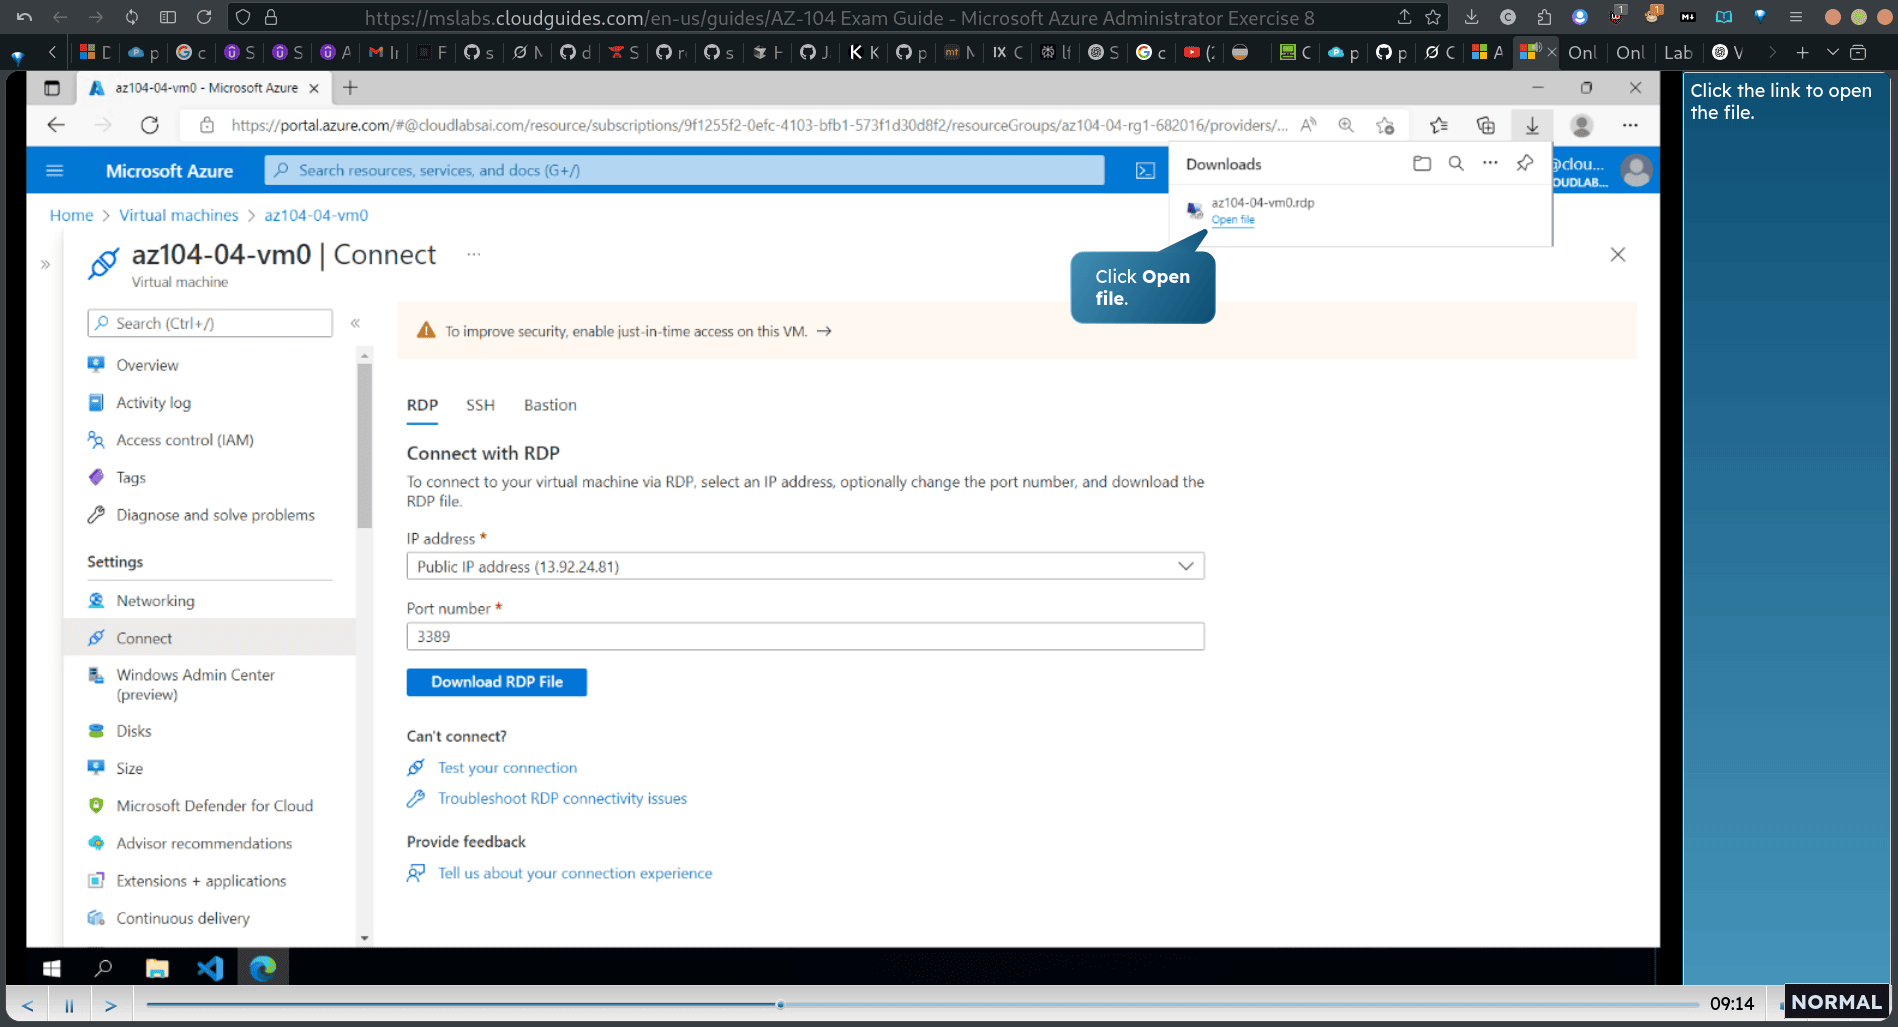 https://mslabs.cloudguides.com/en-us/guides/AZ-104 Exam Guide - Microsoft Azure Administrator Exercise 8
az104-04-vm0 - Microsoft Azure
https://portal.azure.com/#@cloudlabsai.com/resource/subscriptions/9f1255f2-0efc-4103-bfb1-573f1d30d8f2/resourceGroups/az104-04-rg1-682016/providers/...
Click the link to open
the file.
Microsoft Azure
Search resources, services, and docs (G+/)
Downloads
az104-04-vm0.rdp
Open file
@clou...
OUDLAB...
Click Open
file.
Home > Virtual machines > az104-04-vm0
az104-04-vm0 | Connect
Virtual machine
Search (Ctrl+/)
Overview
Activity log
Access control (IAM)
Tags
Diagnose and solve problems
Settings
Networking
Connect
Windows Admin Center
(preview)
Disks
Size
Microsoft Defender for Cloud
Advisor recommendations
Extensions + applications
Continuous delivery
To improve security, enable just-in-time access on this VM. →
RDP SSH Bastion
Connect with RDP
To connect to your virtual machine via RDP, select an IP address, optionally change the port number, and download the
RDP file.
IP address *
Public IP address (13.92.24.81)
Port number *
3389
Download RDP File
Can't connect?
Test your connection
Troubleshoot RDP connectivity issues
Provide feedback
Tell us about your connection experience
09:14
NORMAL